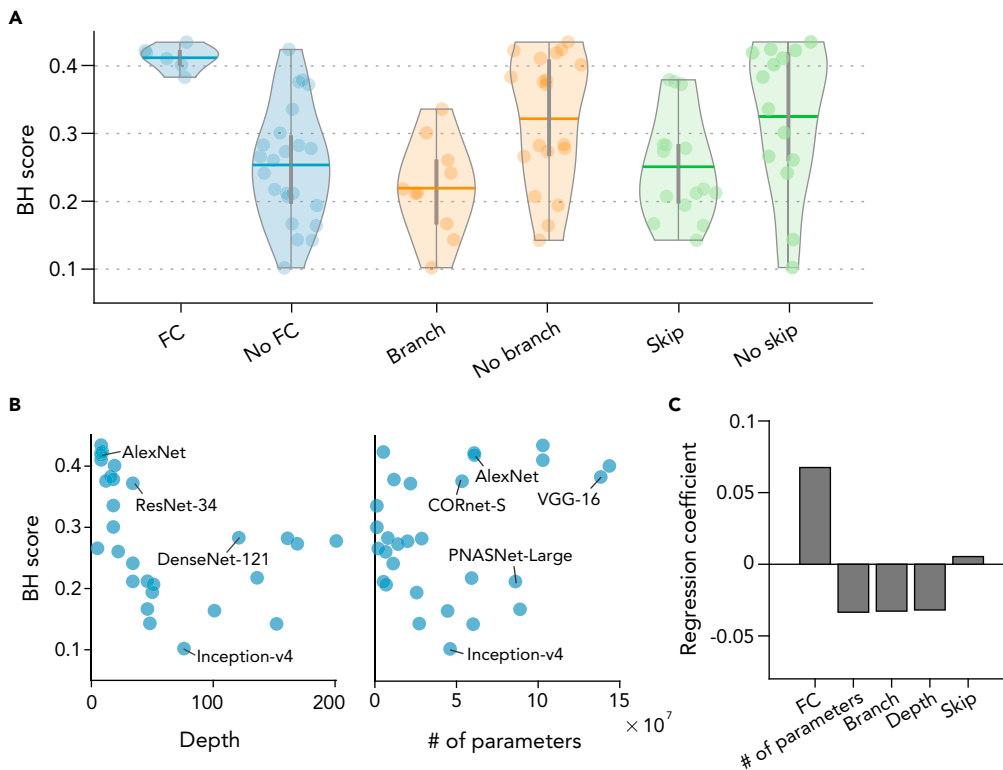 A
BH score
0.4
0.3
0.2
0.1
FC
No FC
Branch
No branch
Skip
No skip
B
BH score
0.4
0.3
0.2
0.1
AlexNet
ResNet-34
DenseNet-121
Inception-v4
0
100
200
Depth
AlexNet
CORnet-S
VGG-16
PNASNet-Large
Inception-v4
0
5
10
15
× 10⁷
# of parameters
C
Regression coefficient
0.1
0.05
0
-0.05
FC
# of parameters
Branch
Depth
Skip